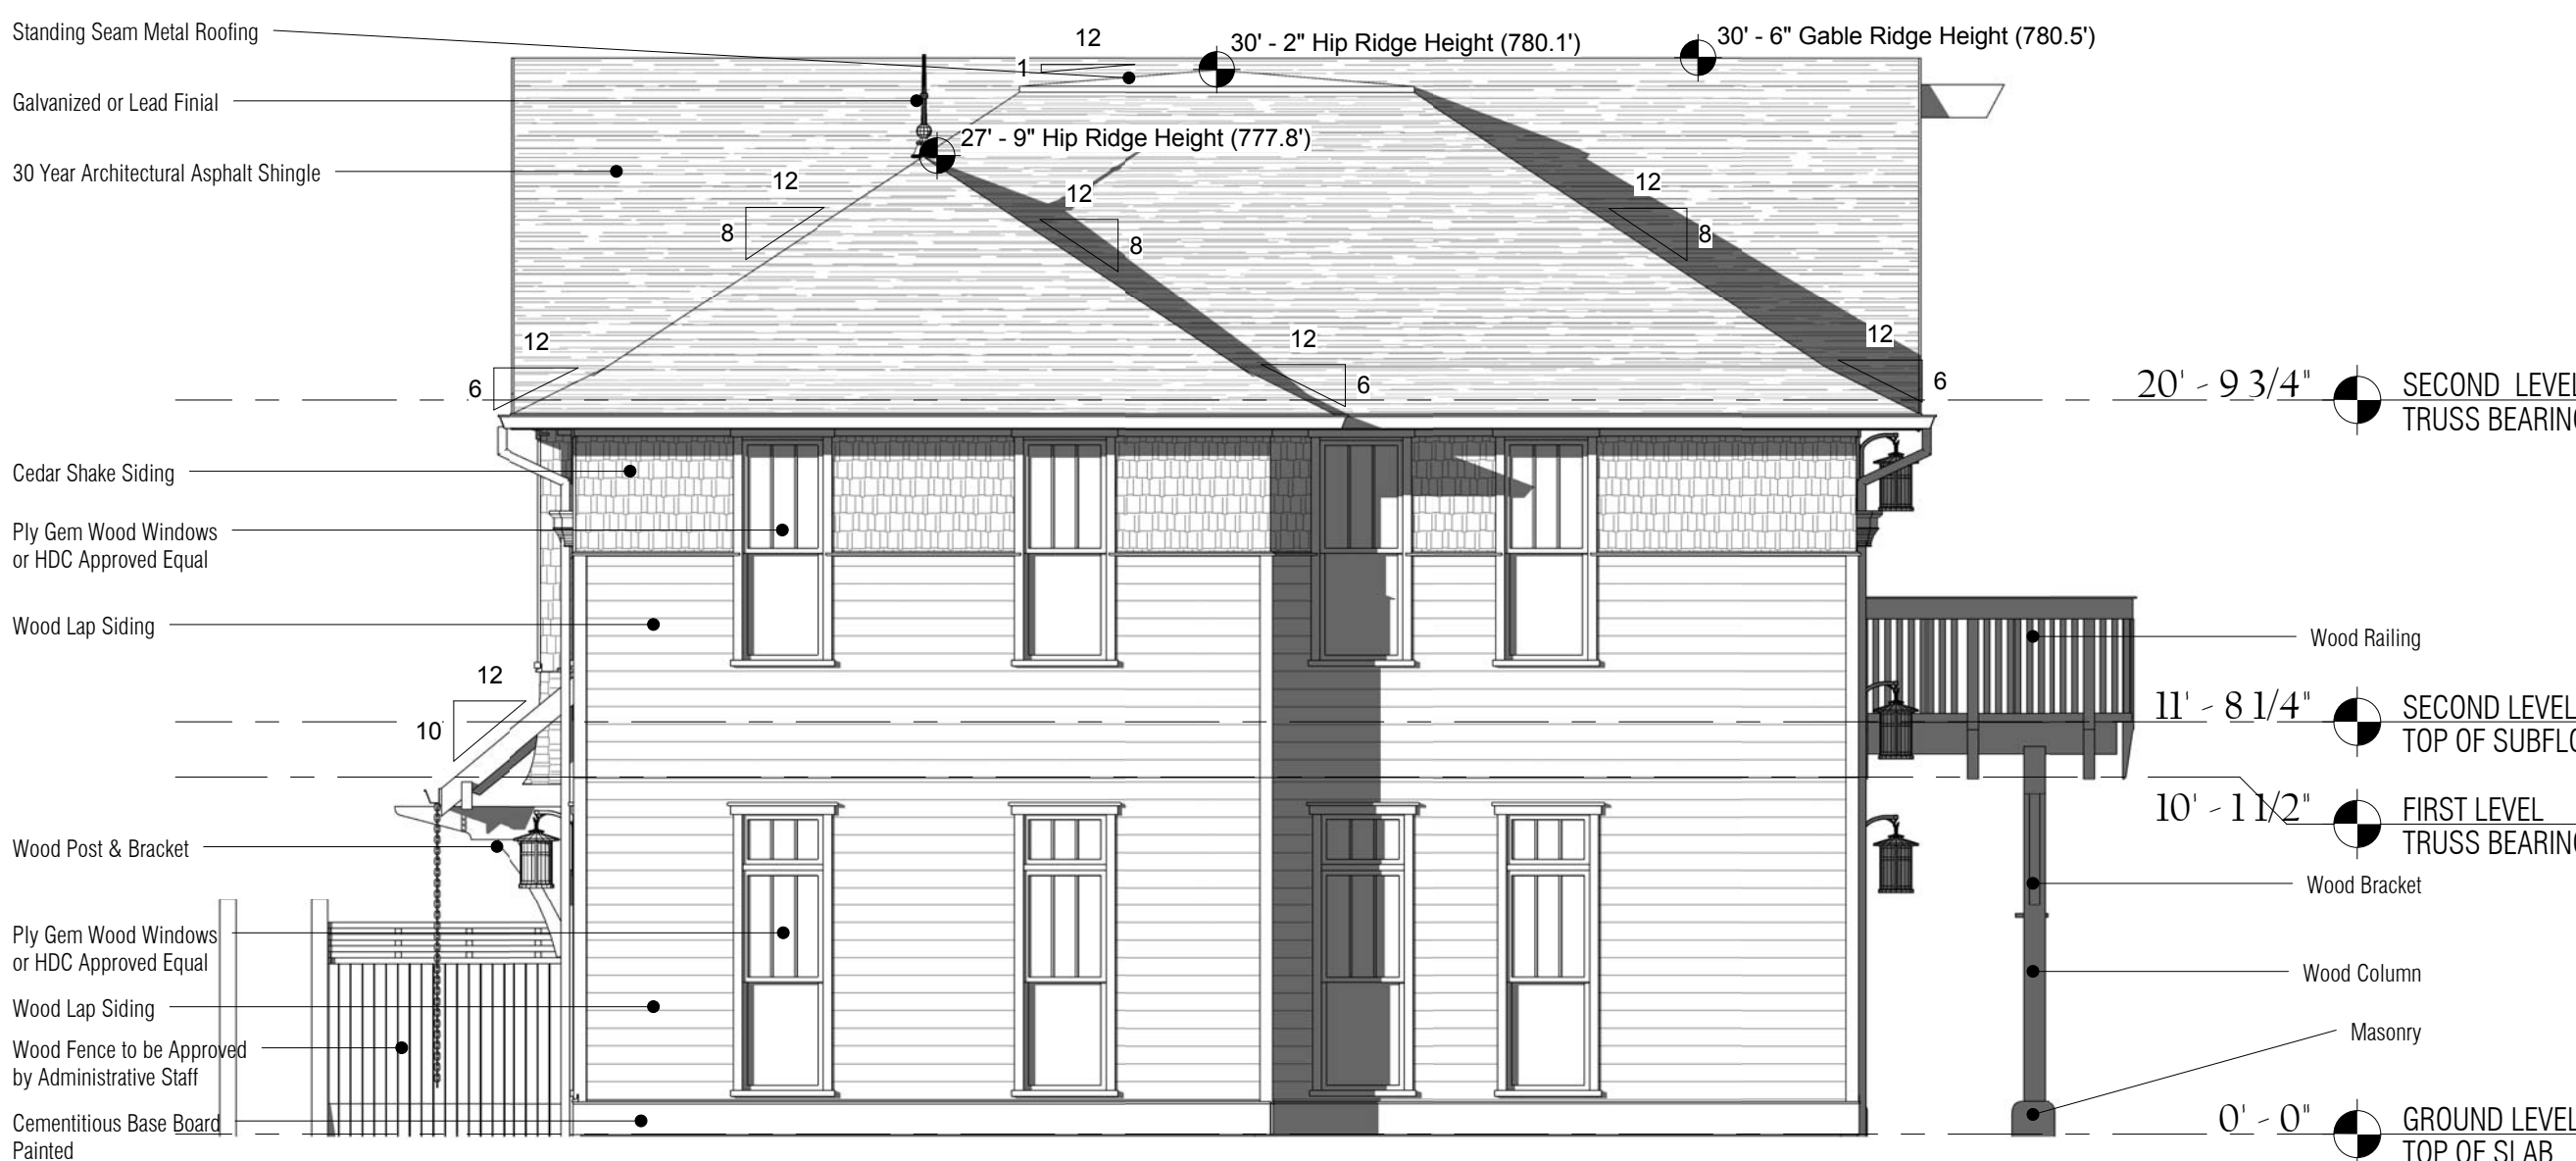 Standing Seam Metal Roofing
Galvanized or Lead Finial
30 Year Architectural Asphalt Shingle
Cedar Shake Siding
Ply Gem Wood Windows
or HDC Approved Equal
Wood Lap Siding
Wood Post & Bracket
Ply Gem Wood Windows
or HDC Approved Equal
Wood Lap Siding
Wood Fence to be Approved
by Administrative Staff
Cementitious Base Board
Painted
12
1
30' - 2" Hip Ridge Height (780.1')
30' - 6" Gable Ridge Height (780.5')
27' - 9" Hip Ridge Height (777.8')
12
8
12
8
12
8
12
6
12
6
12
6
12
10
20' - 9 3/4"
SECOND LEVEL
TRUSS BEARING
Wood Railing
11' - 8 1/4"
SECOND LEVEL
TOP OF SUBFLO
10' - 1 1/2"
FIRST LEVEL
TRUSS BEARING
Wood Bracket
Wood Column
Masonry
0' - 0"
GROUND LEVEL
TOP OF SLAB